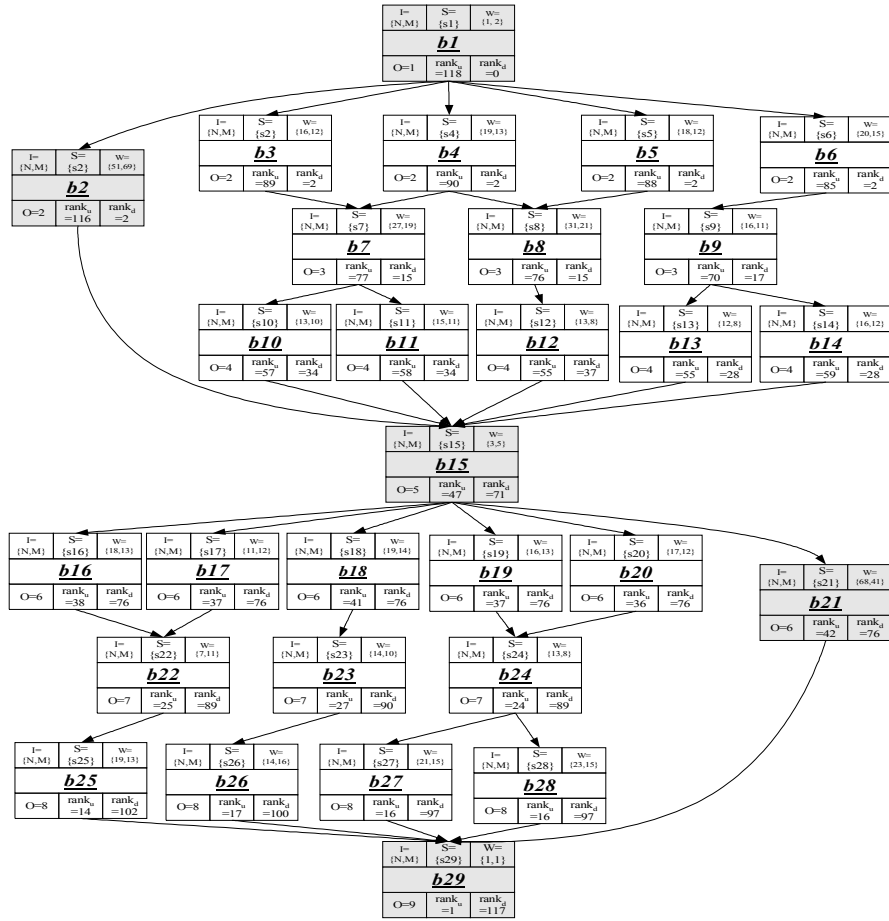 I= {N,M} S= {s1} W= {1, 2}
b1
O=1 rank_u =118 rank_d =0
I= {N,M} S= {s2} W= {51,69}
b2
O=2 rank_u =116 rank_d =2
I= {N,M} S= {s2} W= {16,12}
b3
O=2 rank_u =89 rank_d =2
I= {N,M} S= {s4} W= {19,13}
b4
O=2 rank_u =90 rank_d =2
I= {N,M} S= {s5} W= {18,12}
b5
O=2 rank_u =88 rank_d =2
I= {N,M} S= {s6} W= {20,15}
b6
O=2 rank_u =85 rank_d =2
I= {N,M} S= {s7} W= {27,19}
b7
O=3 rank_u =77 rank_d =15
I= {N,M} S= {s8} W= {31,21}
b8
O=3 rank_u =76 rank_d =15
I= {N,M} S= {s9} W= {16,11}
b9
O=3 rank_u =70 rank_d =17
I= {N,M} S= {s10} W= {13,10}
b10
O=4 rank_u =57 rank_d =34
I= {N,M} S= {s11} W= {15,11}
b11
O=4 rank_u =58 rank_d =34
I= {N,M} S= {s12} W= {13,8}
b12
O=4 rank_u =55 rank_d =37
I= {N,M} S= {s13} W= {12,8}
b13
O=4 rank_u =55 rank_d =28
I= {N,M} S= {s14} W= {16,12}
b14
O=4 rank_u =59 rank_d =28
I= {N,M} S= {s15} W= {3,5}
b15
O=5 rank_u =47 rank_d =71
I= {N,M} S= {s16} W= {18,13}
b16
O=6 rank_u =38 rank_d =76
I= {N,M} S= {s17} W= {11,12}
b17
O=6 rank_u =37 rank_d =76
I= {N,M} S= {s18} W= {19,14}
b18
O=6 rank_u =41 rank_d =76
I= {N,M} S= {s19} W= {16,13}
b19
O=6 rank_u =37 rank_d =76
I= {N,M} S= {s20} W= {17,12}
b20
O=6 rank_u =36 rank_d =76
I= {N,M} S= {s21} W= {68,41}
b21
O=6 rank_u =42 rank_d =76
I= {N,M} S= {s22} W= {7,11}
b22
O=7 rank_u =25 rank_d =89
I= {N,M} S= {s23} W= {14,10}
b23
O=7 rank_u =27 rank_d =90
I= {N,M} S= {s24} W= {13,8}
b24
O=7 rank_u =24 rank_d =89
I= {N,M} S= {s25} W= {19,13}
b25
O=8 rank_u =14 rank_d =102
I= {N,M} S= {s26} W= {14,16}
b26
O=8 rank_u =17 rank_d =100
I= {N,M} S= {s27} W= {21,15}
b27
O=8 rank_u =16 rank_d =97
I= {N,M} S= {s28} W= {23,15}
b28
O=8 rank_u =16 rank_d =97
I= {N,M} S= {s29} W= {1,1}
b29
O=9 rank_u =1 rank_d =117